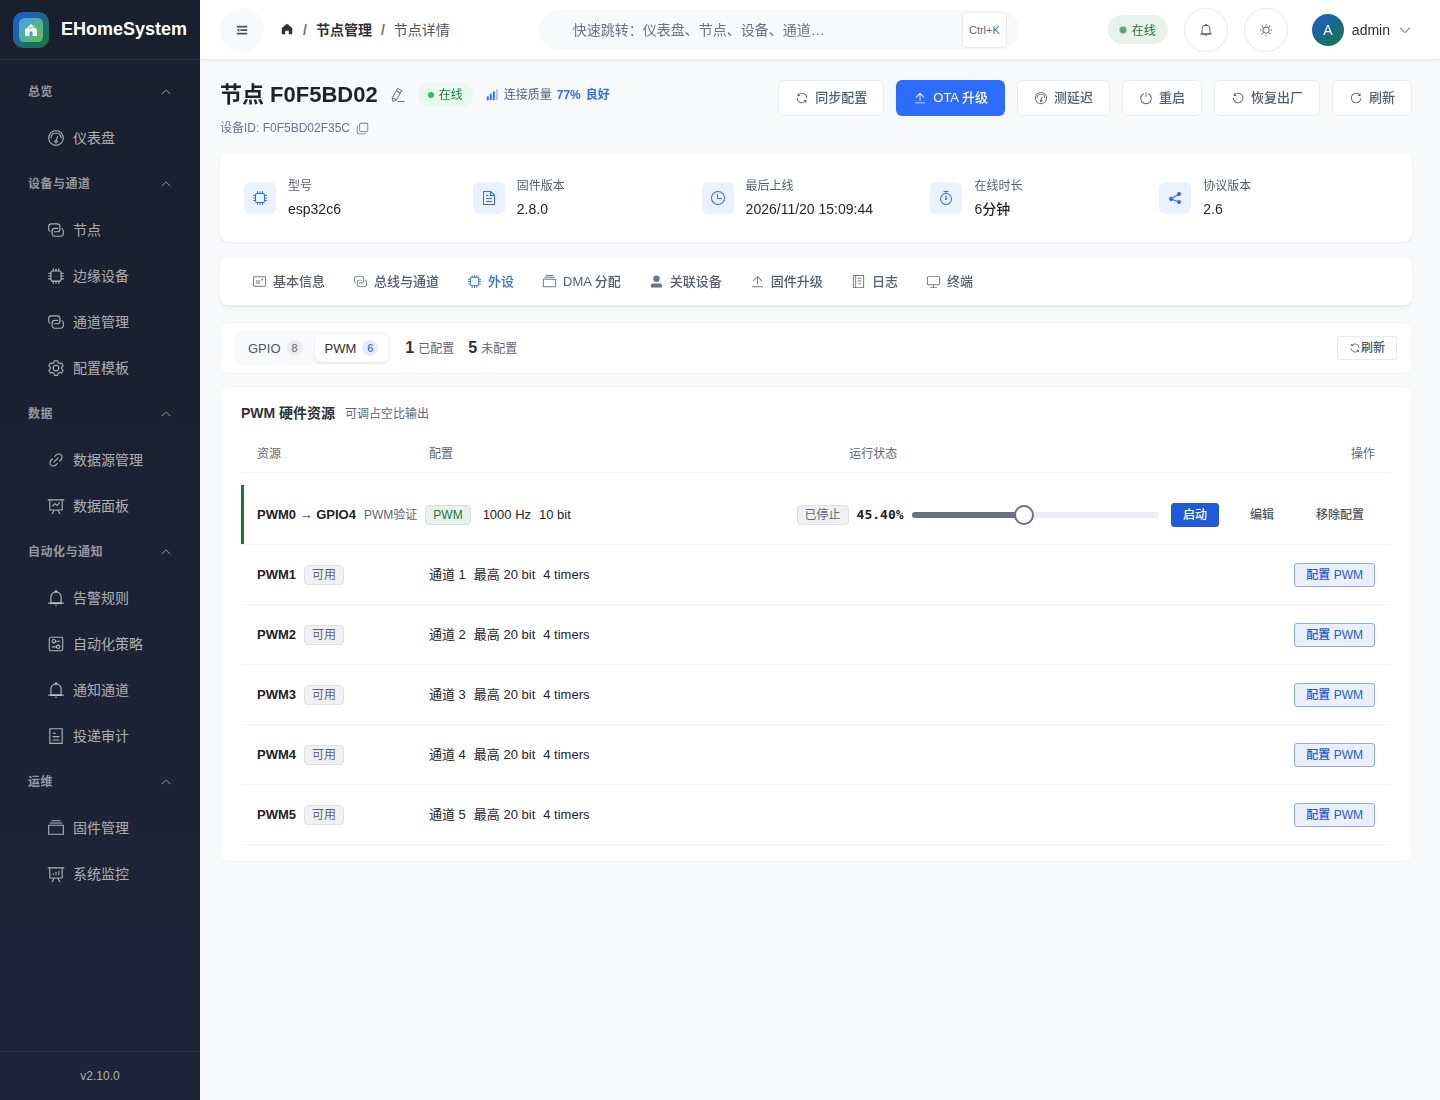 EHomeSystem
总览
仪表盘
设备与通道
节点
边缘设备
通道管理
配置模板
数据
数据源管理
数据面板
自动化与通知
告警规则
自动化策略
通知通道
投递审计
运维
固件管理
系统监控
v2.10.0
/ 节点管理 / 节点详情
快速跳转：仪表盘、节点、设备、通道… Ctrl+K
在线
A admin
节点 F0F5BD02 在线 连接质量 77% 良好
设备ID: F0F5BD02F35C
同步配置 OTA 升级 测延迟 重启 恢复出厂 刷新
型号 固件版本 最后上线 在线时长 协议版本
esp32c6 2.8.0 2026/11/20 15:09:44 6分钟 2.6
基本信息 总线与通道 外设 DMA 分配 关联设备 固件升级 日志 终端
GPIO 8 PWM 6 1 已配置 5 未配置 刷新
PWM 硬件资源 可调占空比输出
资源 配置 运行状态 操作
PWM0 → GPIO4 PWM验证 PWM 1000 Hz 10 bit 已停止 45.40% 启动 编辑 移除配置
PWM1 可用 通道 1 最高 20 bit 4 timers 配置 PWM
PWM2 可用 通道 2 最高 20 bit 4 timers 配置 PWM
PWM3 可用 通道 3 最高 20 bit 4 timers 配置 PWM
PWM4 可用 通道 4 最高 20 bit 4 timers 配置 PWM
PWM5 可用 通道 5 最高 20 bit 4 timers 配置 PWM